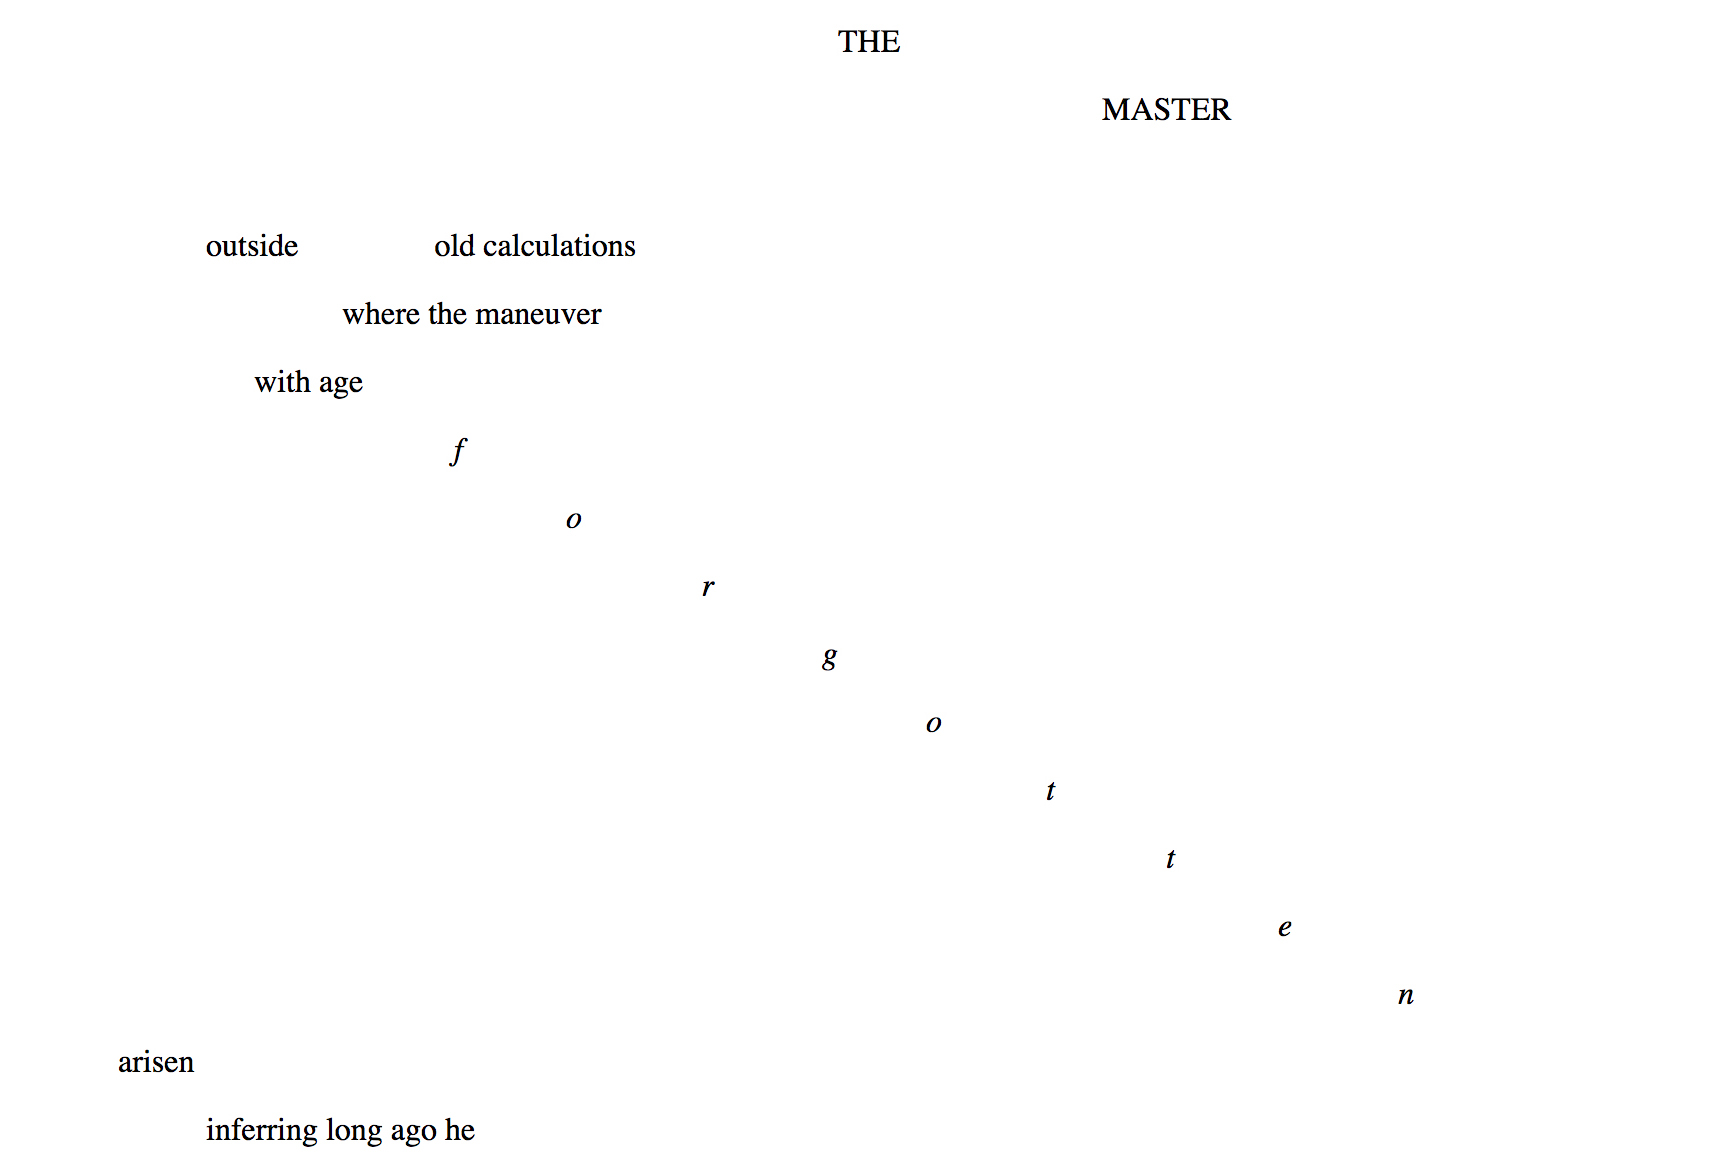 THE
MASTER
outside old calculations
where the maneuver
with age
f
o
r
g
o
t
t
e
n
arisen
inferring long ago he